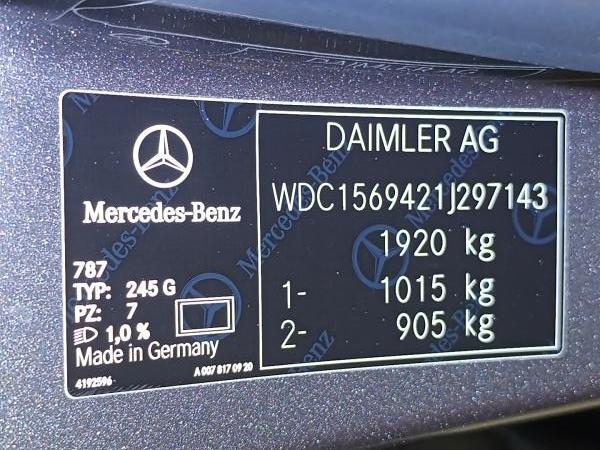 Mercedes-Benz
787
TYP: 245 G
PZ: 7
1,0 %
Made in Germany
4192596
A 007 817 09 20
DAIMLER AG
WDC1569421J297143
1920 kg
1- 1015 kg
2- 905 kg